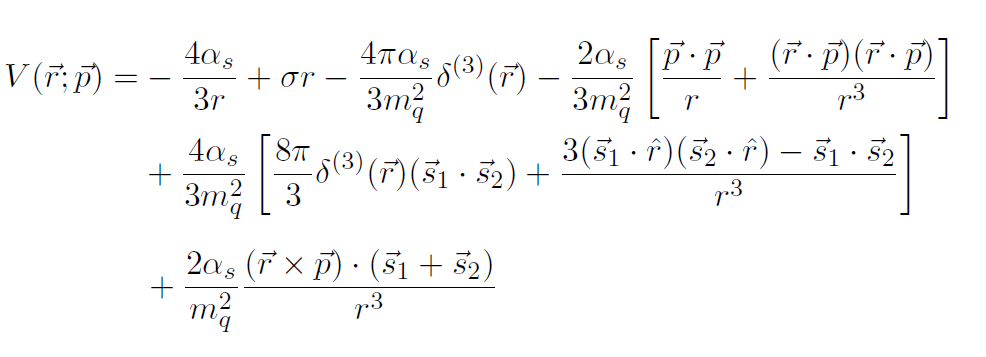 V(\vec{r};\vec{p}) = -\frac{4\alpha_s}{3r} + \sigma r - \frac{4\pi\alpha_s}{3m_q^2}\delta^{(3)}(\vec{r}) - \frac{2\alpha_s}{3m_q^2}\left[\frac{\vec{p}\cdot\vec{p}}{r} + \frac{(\vec{r}\cdot\vec{p})(\vec{r}\cdot\vec{p})}{r^3}\right]
+ \frac{4\alpha_s}{3m_q^2}\left[\frac{8\pi}{3}\delta^{(3)}(\vec{r})(\vec{s}_1\cdot\vec{s}_2) + \frac{3(\vec{s}_1\cdot\hat{r})(\vec{s}_2\cdot\hat{r}) - \vec{s}_1\cdot\vec{s}_2}{r^3}\right]
+ \frac{2\alpha_s}{m_q^2}\frac{(\vec{r}\times\vec{p})\cdot(\vec{s}_1+\vec{s}_2)}{r^3}